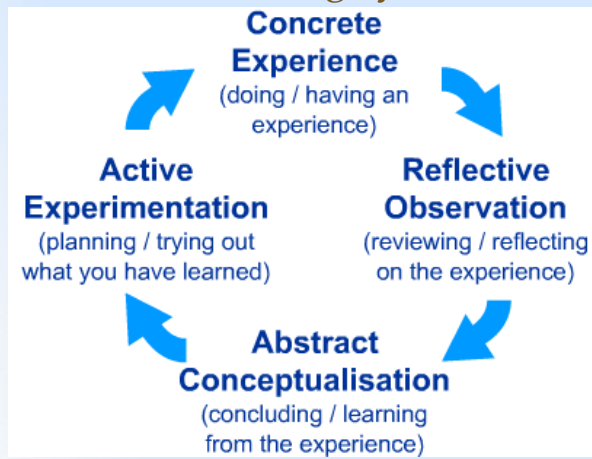 Concrete
Experience
(doing / having an
experience)
Reflective
Observation
(reviewing / reflecting
on the experience)
Abstract
Conceptualisation
(concluding / learning
from the experience)
Active
Experimentation
(planning / trying out
what you have learned)